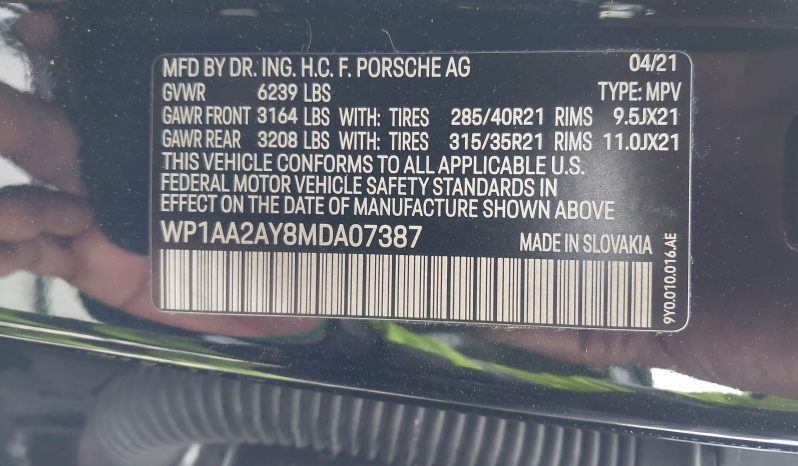 MFD BY DR. ING. H.C. F. PORSCHE AG 04/21
GVWR 6239 LBS TYPE: MPV
GAWR FRONT 3164 LBS WITH: TIRES 285/40R21 RIMS 9.5JX21
GAWR REAR 3208 LBS WITH: TIRES 315/35R21 RIMS 11.0JX21
THIS VEHICLE CONFORMS TO ALL APPLICABLE U.S.
FEDERAL MOTOR VEHICLE SAFETY STANDARDS IN
EFFECT ON THE DATE OF MANUFACTURE SHOWN ABOVE
WP1AA2AY8MDA07387 MADE IN SLOVAKIA
9Y0.010.016.AE